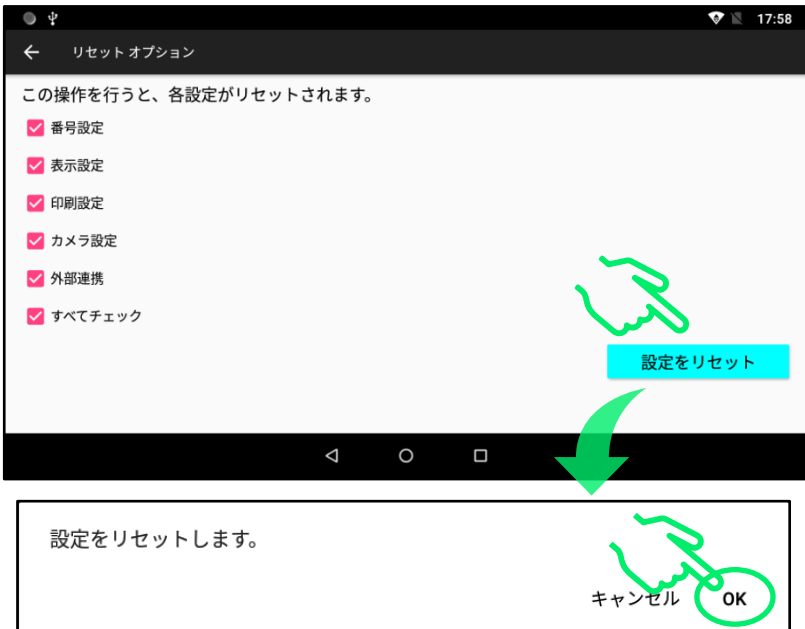 17:58
リセット オプション
この操作を行うと、各設定がリセットされます。
番号設定
表示設定
印刷設定
カメラ設定
外部連携
すべてチェック
設定をリセット
設定をリセットします。
キャンセル OK